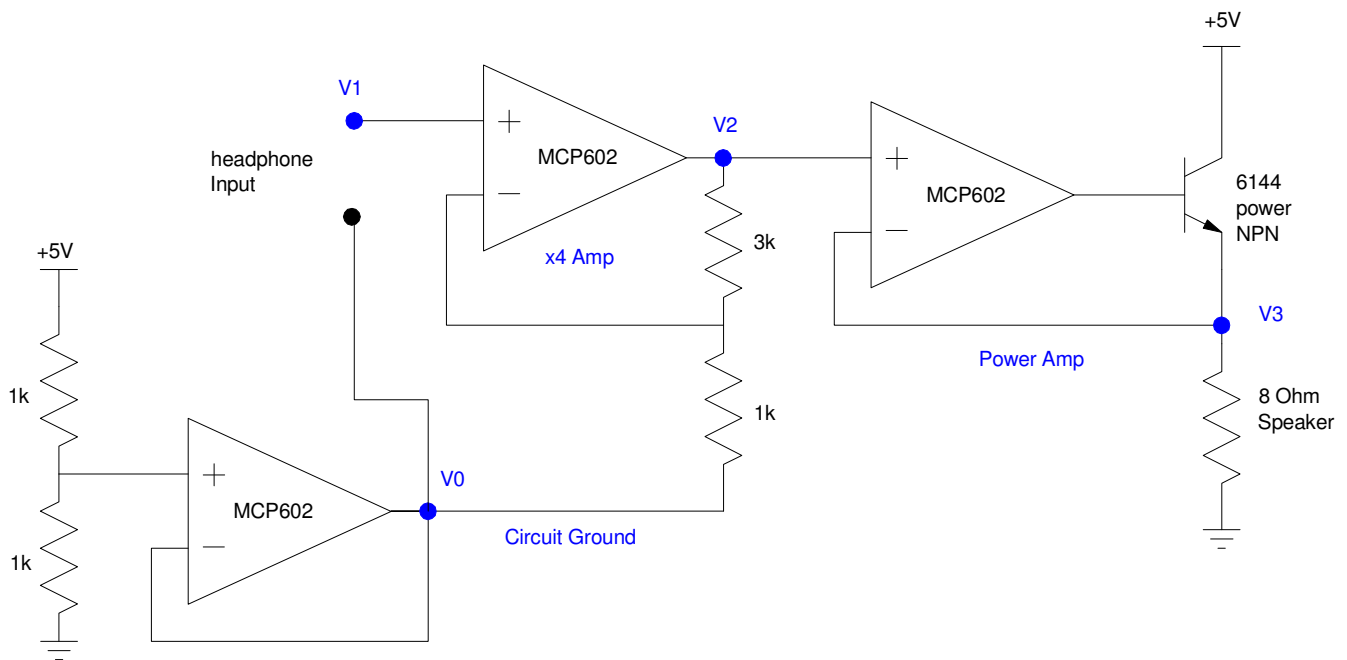 +5V
V1
V2
+
MCP602
−
x4 Amp
headphone
Input
3k
+
MCP602
−
6144
power
NPN
+5V
V3
Power Amp
1k
1k
8 Ohm
Speaker
V0
+
MCP602
−
Circuit Ground
1k